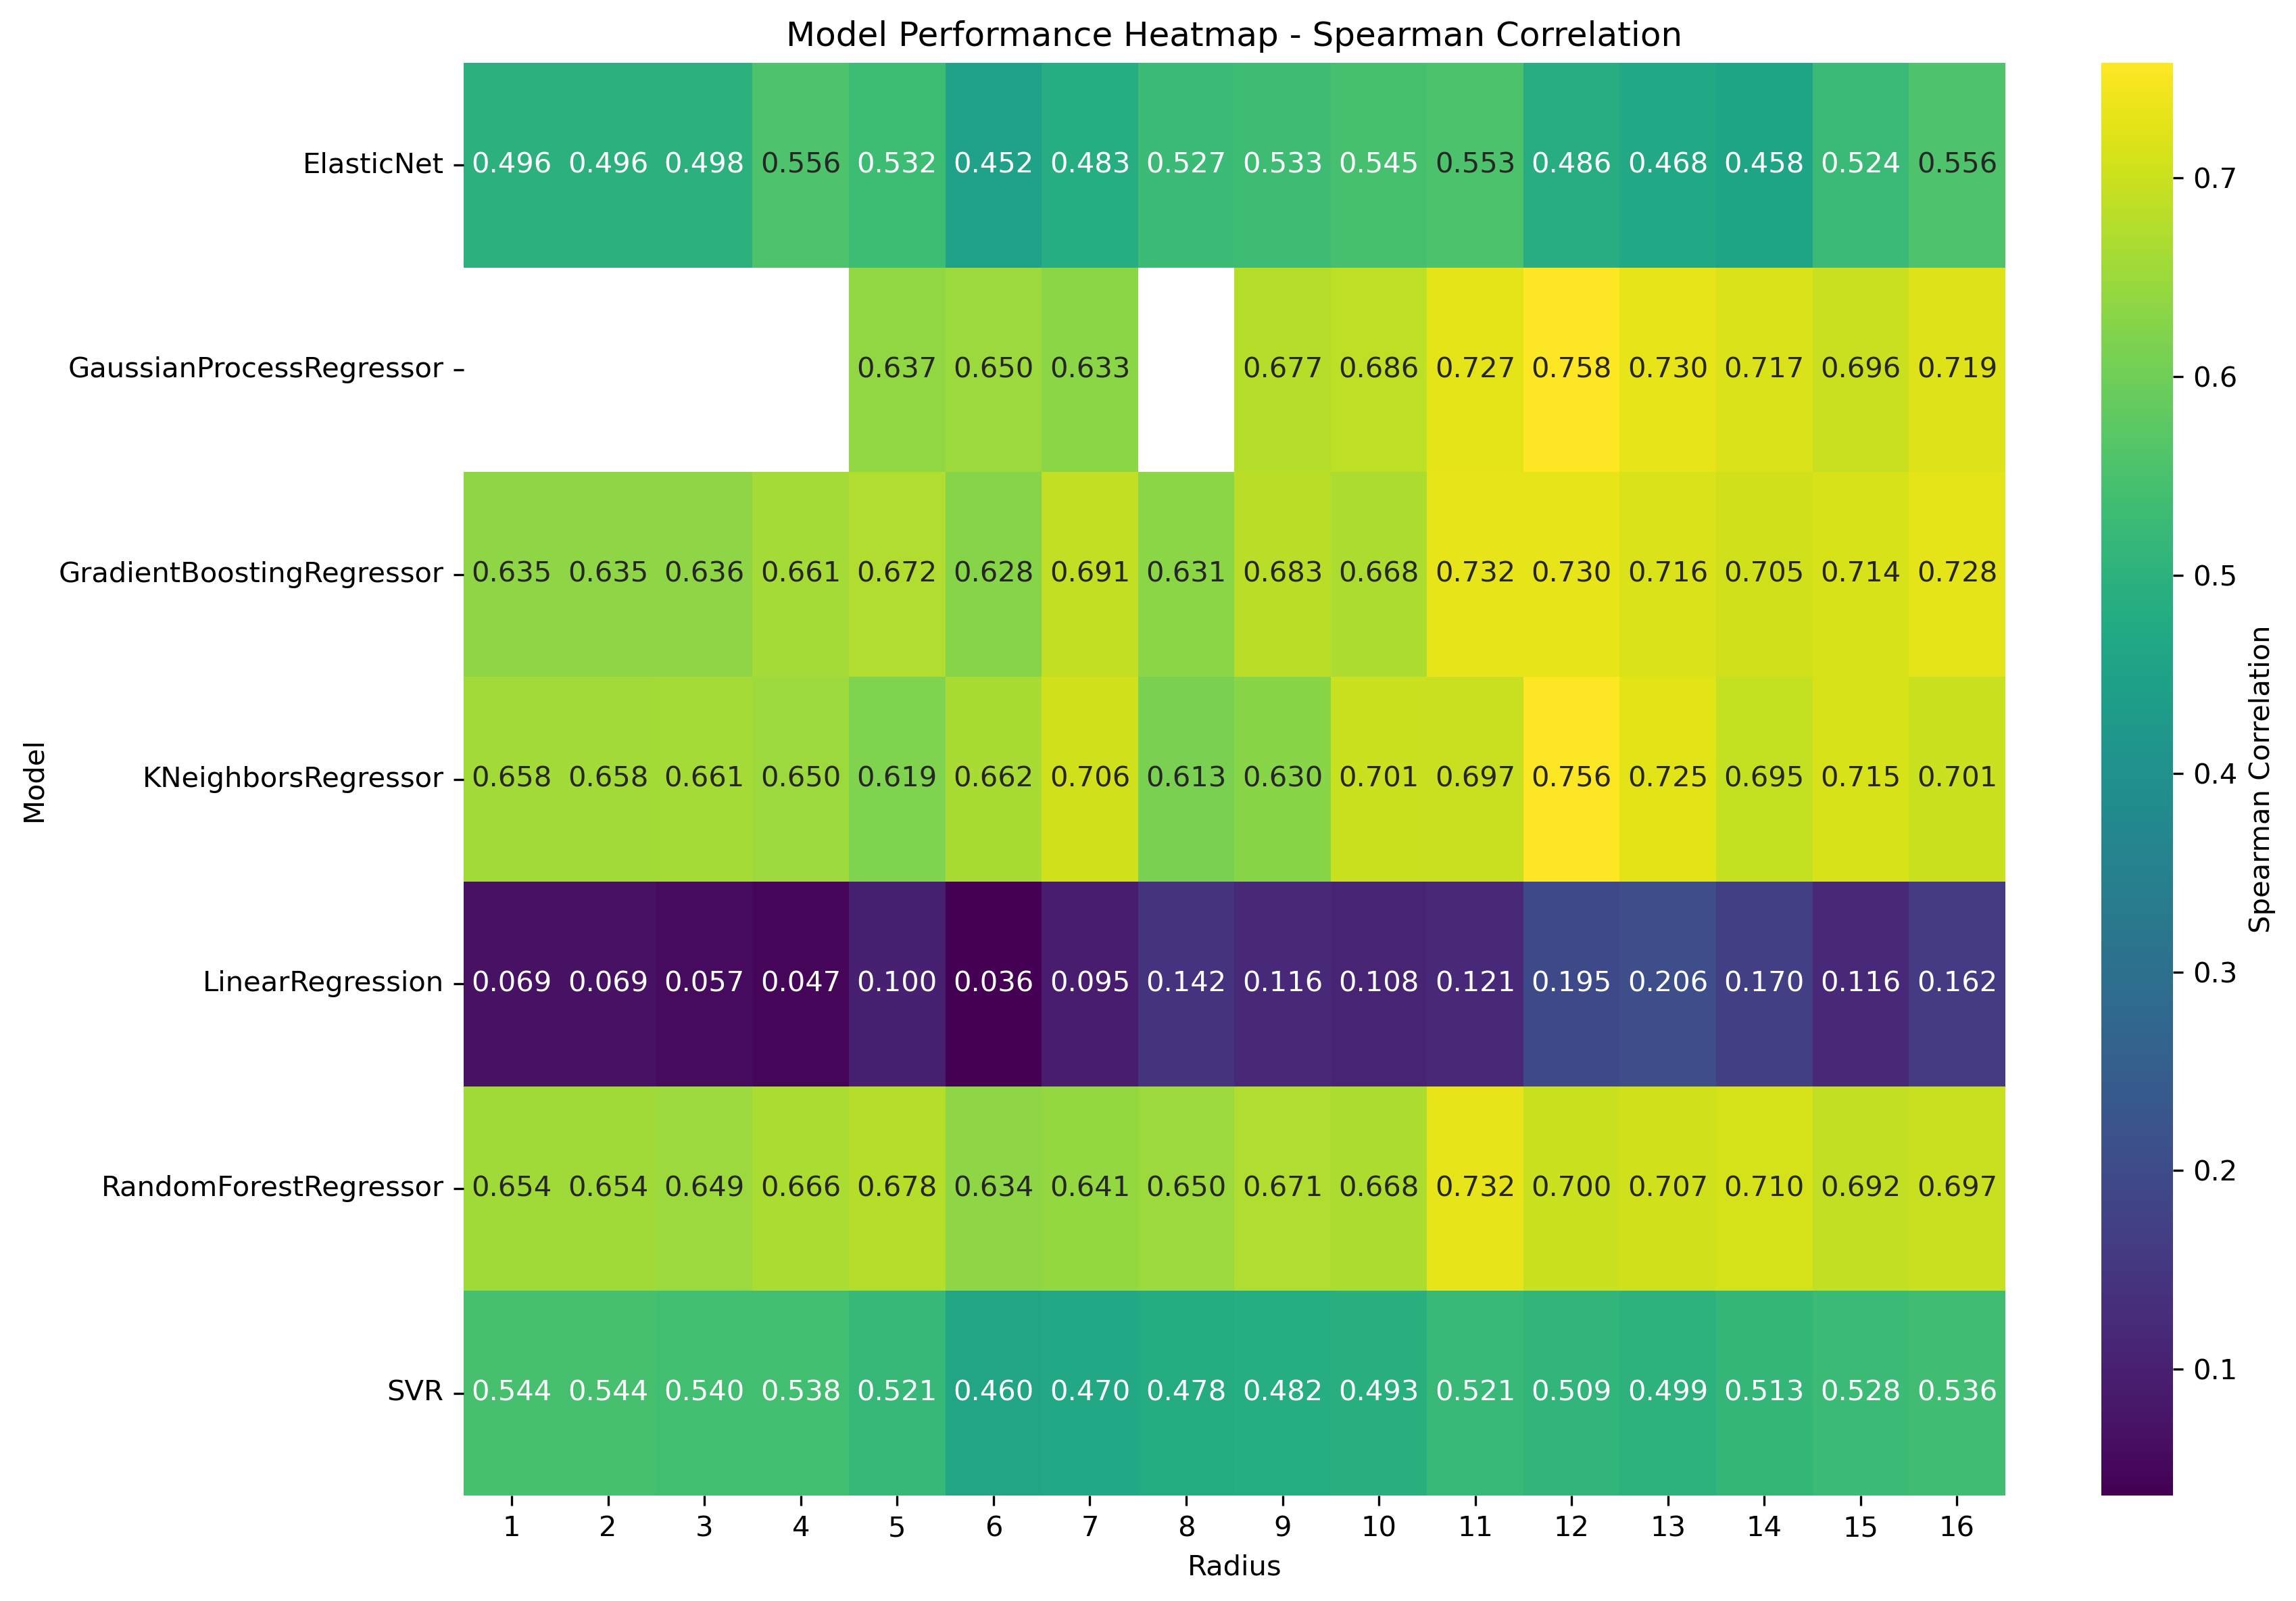 Model Performance Heatmap - Spearman Correlation
Model
ElasticNet 0.496 0.496 0.498 0.556 0.532 0.452 0.483 0.527 0.533 0.545 0.553 0.486 0.468 0.458 0.524 0.556
GaussianProcessRegressor 0.637 0.650 0.633 0.677 0.686 0.727 0.758 0.730 0.717 0.696 0.719
GradientBoostingRegressor 0.635 0.635 0.636 0.661 0.672 0.628 0.691 0.631 0.683 0.668 0.732 0.730 0.716 0.705 0.714 0.728
KNeighborsRegressor 0.658 0.658 0.661 0.650 0.619 0.662 0.706 0.613 0.630 0.701 0.697 0.756 0.725 0.695 0.715 0.701
LinearRegression 0.069 0.069 0.057 0.047 0.100 0.036 0.095 0.142 0.116 0.108 0.121 0.195 0.206 0.170 0.116 0.162
RandomForestRegressor 0.654 0.654 0.649 0.666 0.678 0.634 0.641 0.650 0.671 0.668 0.732 0.700 0.707 0.710 0.692 0.697
SVR 0.544 0.544 0.540 0.538 0.521 0.460 0.470 0.478 0.482 0.493 0.521 0.509 0.499 0.513 0.528 0.536
1 2 3 4 5 6 7 8 9 10 11 12 13 14 15 16
Radius
0.7
0.6
0.5
0.4
0.3
0.2
0.1
Spearman Correlation